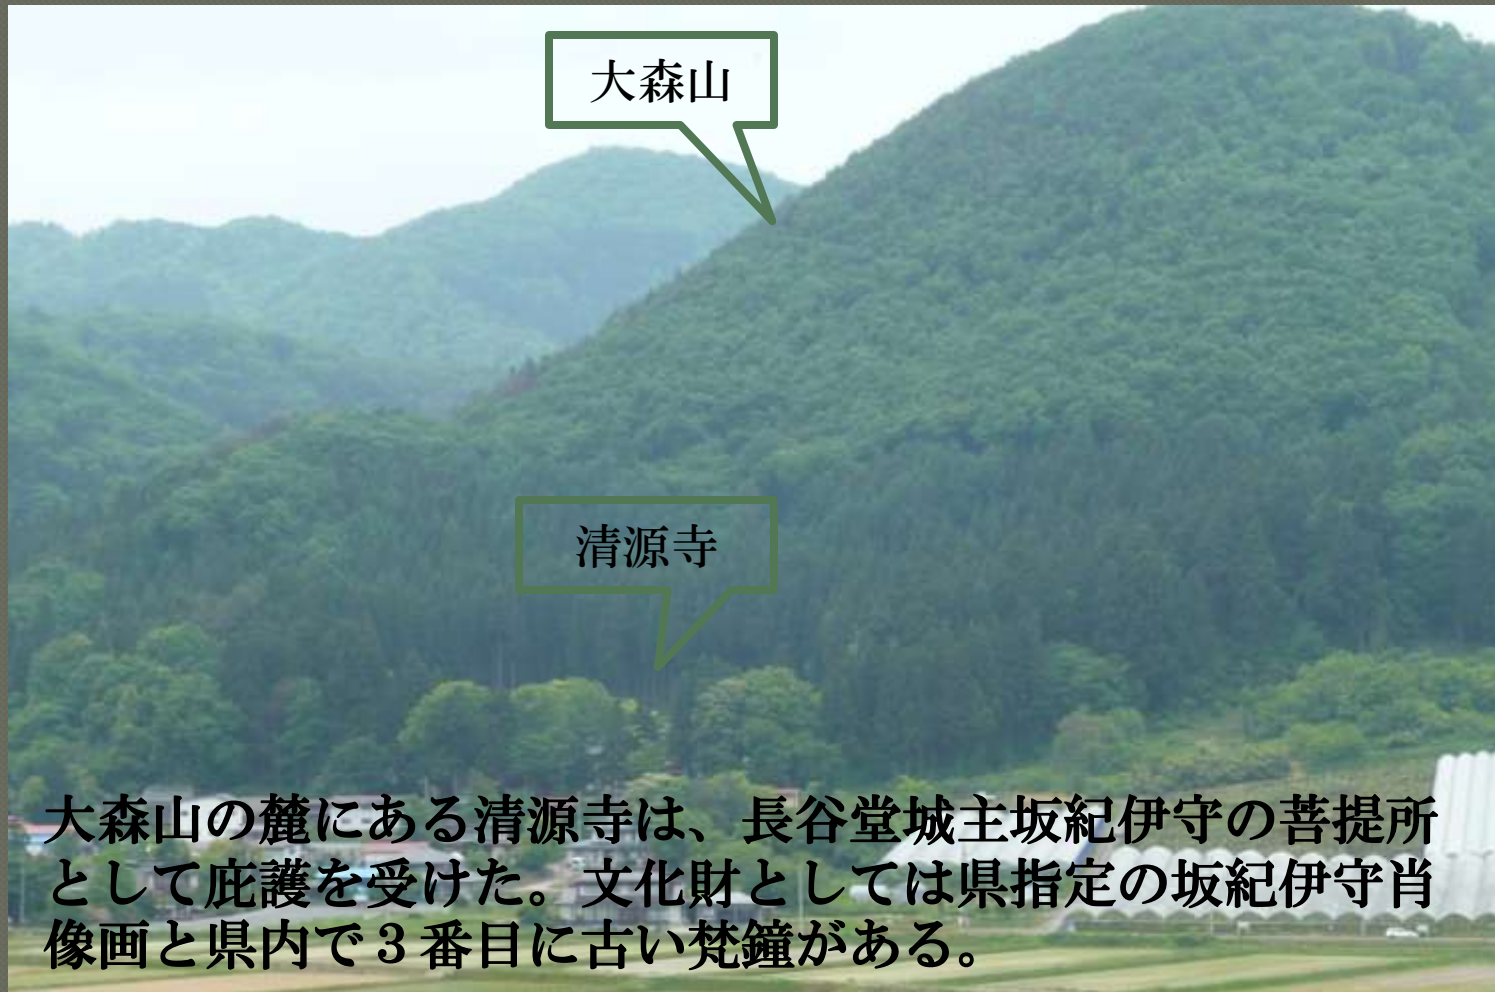 大森山
清源寺
大森山の麓にある清源寺は、長谷堂城主坂紀伊守の菩提所
として庇護を受けた。文化財としては県指定の坂紀伊守肖
像画と県内で３番目に古い梵鐘がある。